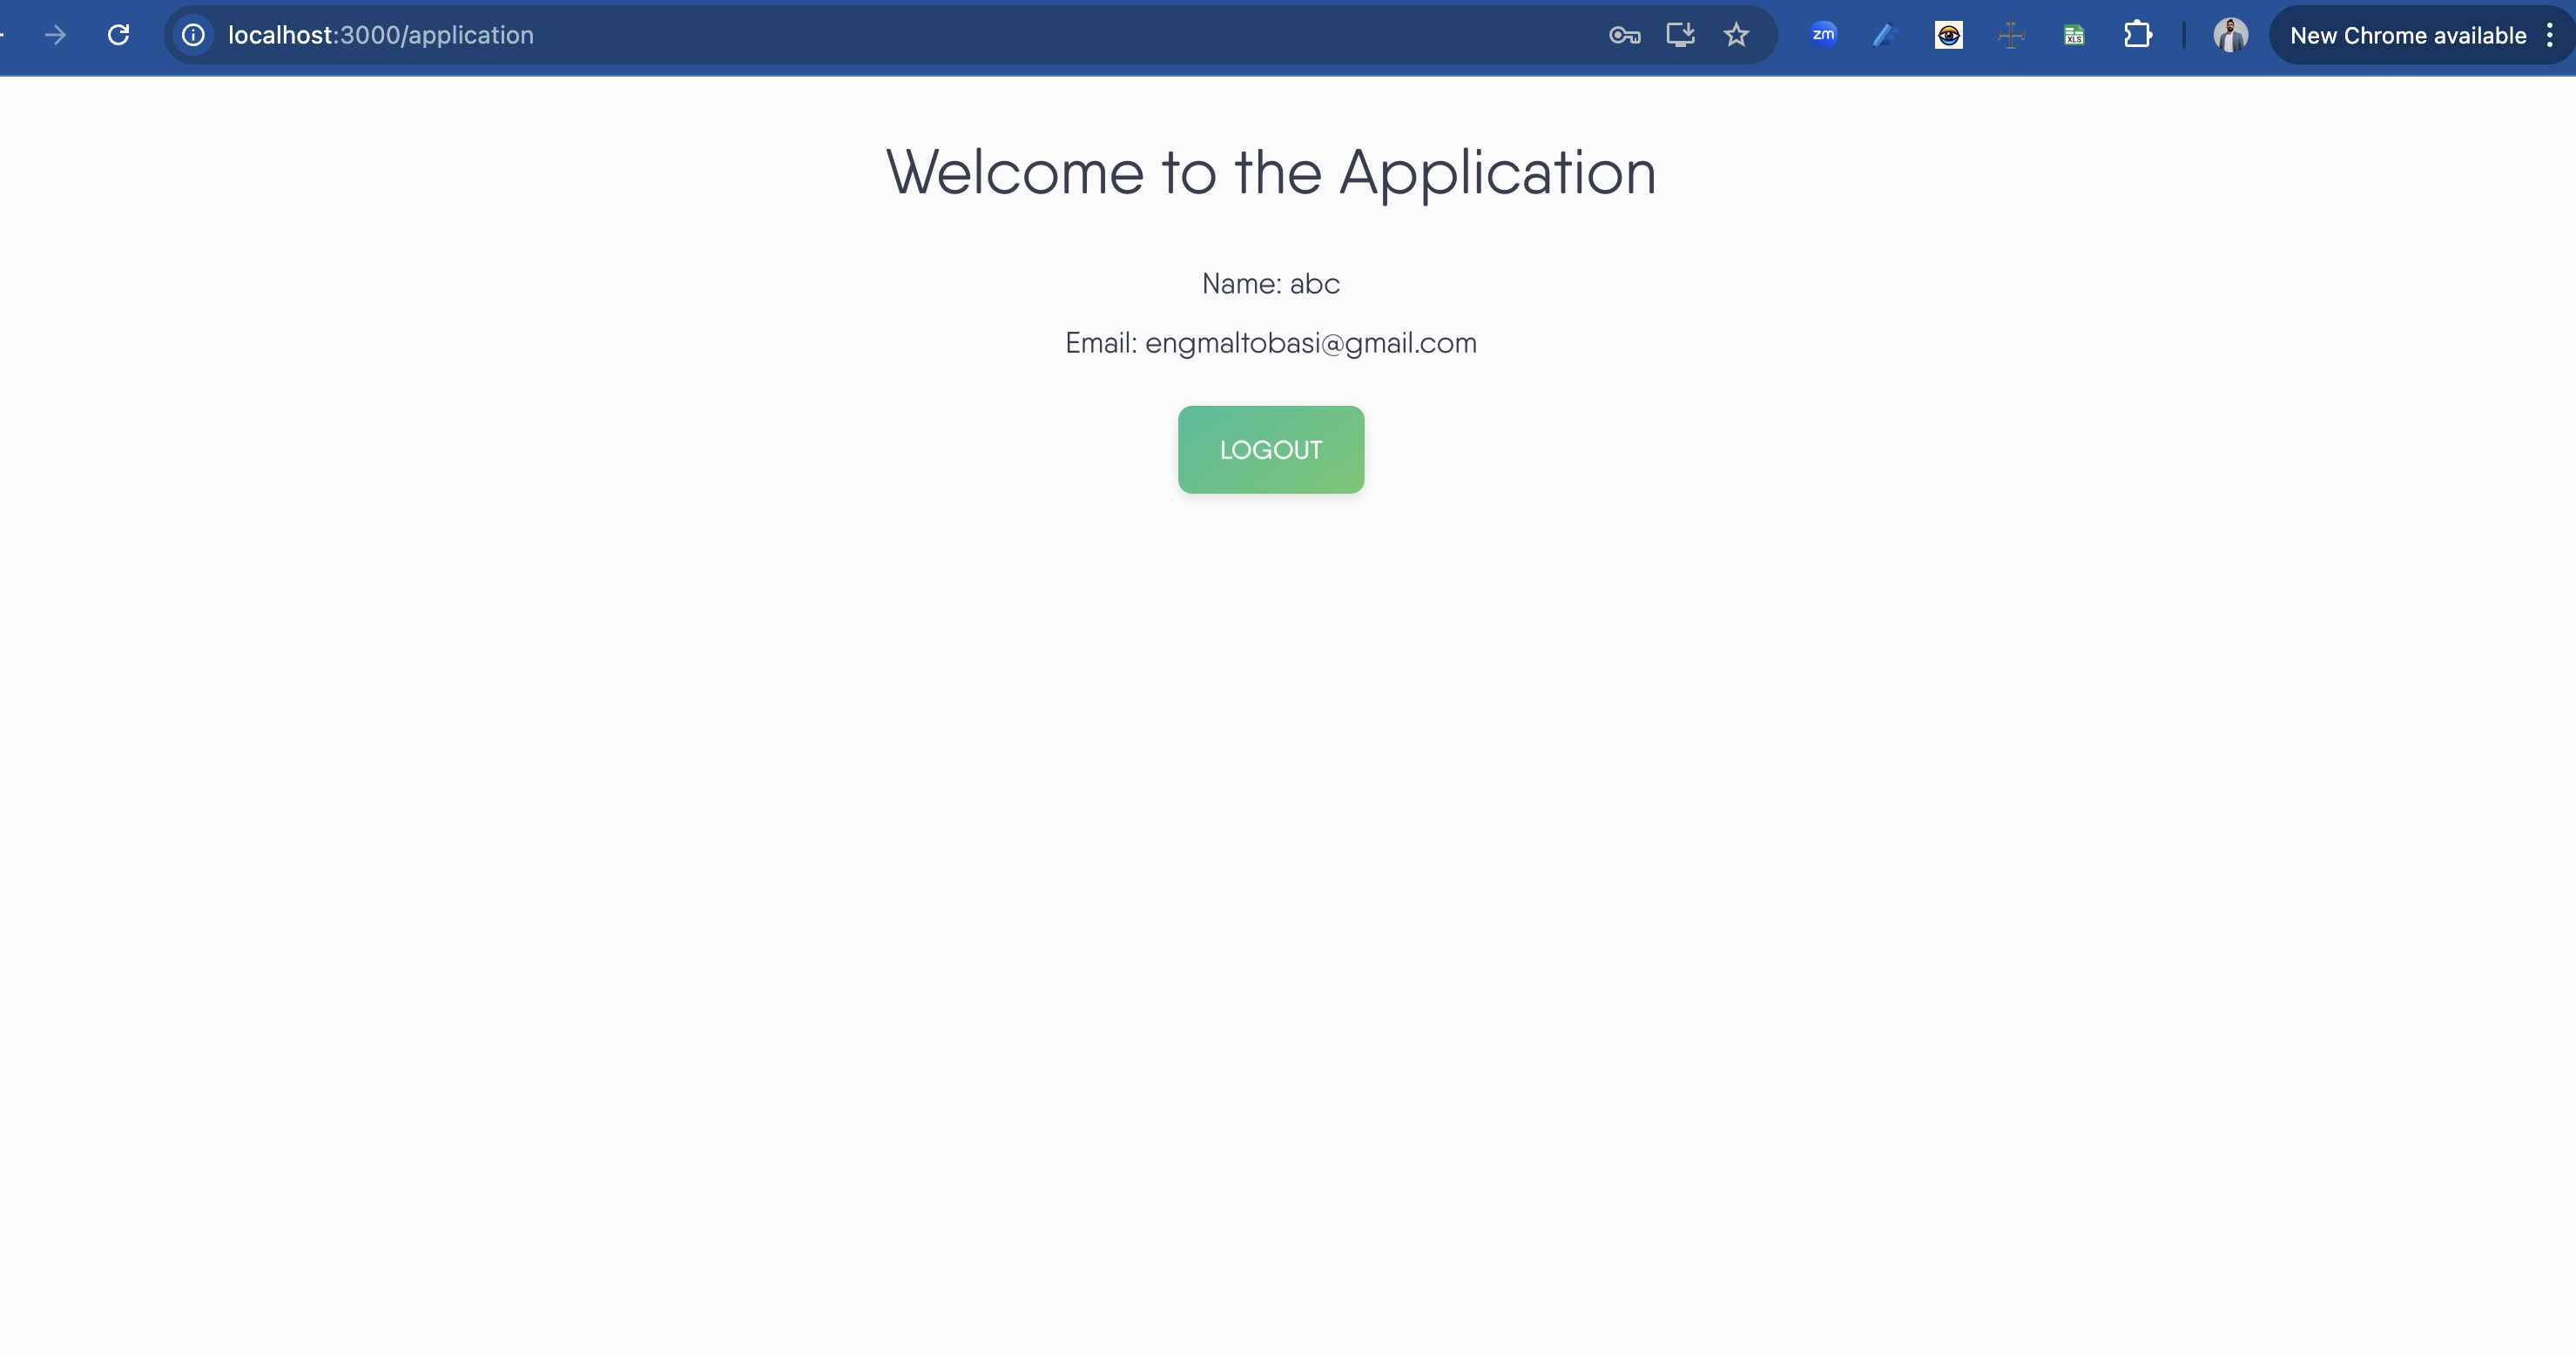 localhost:3000/application
zm
XLS
New Chrome available
Welcome to the Application
Name: abc
Email: engmaltobasi@gmail.com
LOGOUT